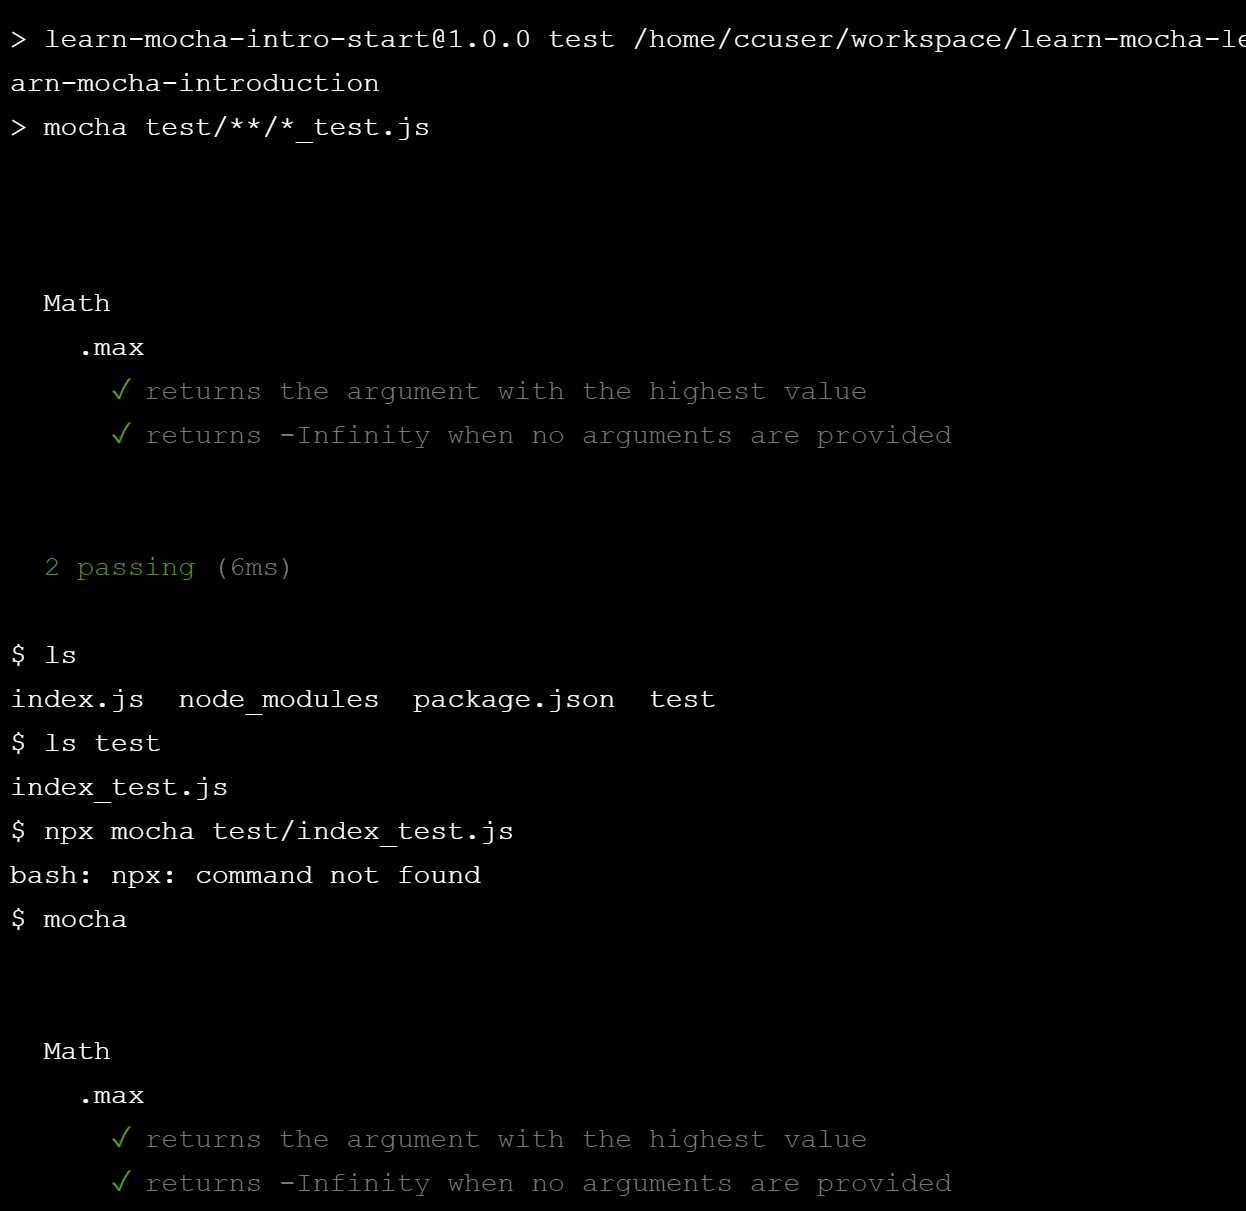 > learn-mocha-intro-start@1.0.0 test /home/ccuser/workspace/learn-mocha-le
arn-mocha-introduction
> mocha test/**/*_test.js
Math
.max
✓ returns the argument with the highest value
✓ returns -Infinity when no arguments are provided
2 passing (6ms)
$ ls
index.js  node_modules  package.json  test
$ ls test
index_test.js
$ npx mocha test/index_test.js
bash: npx: command not found
$ mocha
Math
.max
✓ returns the argument with the highest value
✓ returns -Infinity when no arguments are provided